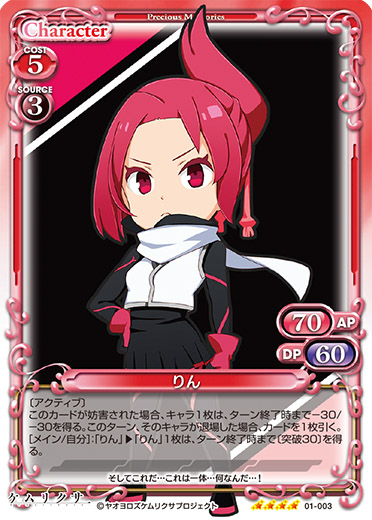 Precious Memories
Character
COST
5
SOURCE
3
70 AP
DP 60
りん
[アクティブ]
このカードが妨害された場合、キャラ1枚は、ターン終了時まで-30/
-30を得る。このターン、そのキャラが退場した場合、カードを1枚引く。
[メイン/自分]:「りん」▶「りん」1枚は、ターン終了時まで〔突破30〕を得
る。
そしてこれだ…これは一体…何なんだ…!
ケムリクサ
©ヤオヨロズケムリクサプロジェクト
★★★★ 01-003